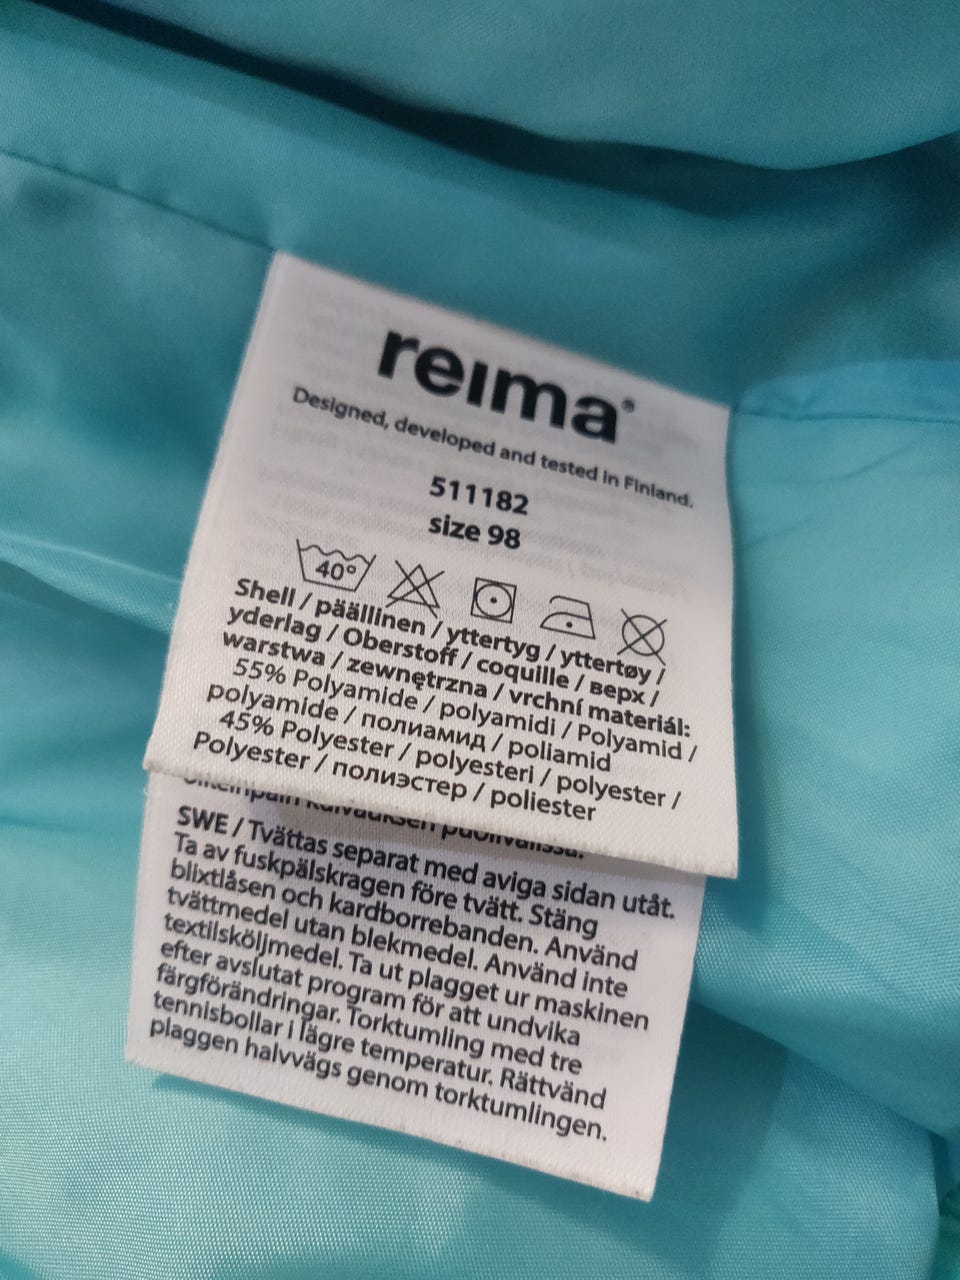 reima®
Designed, developed and tested in Finland.
511182
size 98
40°
Shell / päällinen / yttertyg / yttertøy /
yderlag / Oberstoff / coquille / верх /
warstwa / zewnętrzna / vrchní materiál:
55% Polyamide / polyamidi / Polyamid /
polyamide / полиамид / poliamid
45% Polyester / polyesteri / polyester /
Polyester / полиэстер / poliester
oikeinpäin kuivauksen puolivälissä.
SWE / Tvättas separat med aviga sidan utåt.
Ta av fuskpälskragen före tvätt. Stäng
blixtlåsen och kardborrebanden. Använd
tvättmedel utan blekmedel. Använd inte
textilsköljmedel. Ta ut plagget ur maskinen
efter avslutat program för att undvika
färgförändringar. Torktumling med tre
tennisbollar i lägre temperatur. Rättvänd
plaggen halvvägs genom torktumlingen.